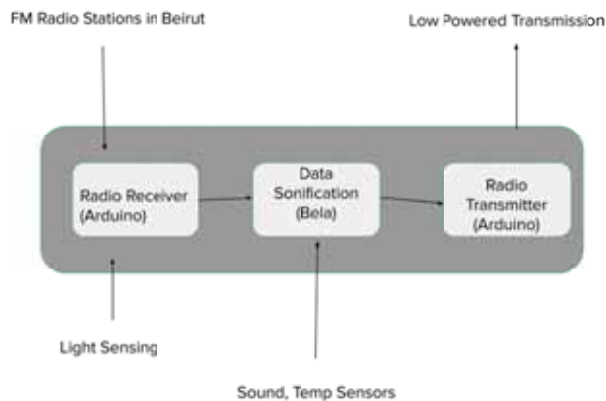 FM Radio Stations in Beirut
Low Powered Transmission
Radio Receiver
(Arduino)
Data
Sonification
(Bela)
Radio
Transmitter
(Arduino)
Light Sensing
Sound, Temp Sensors